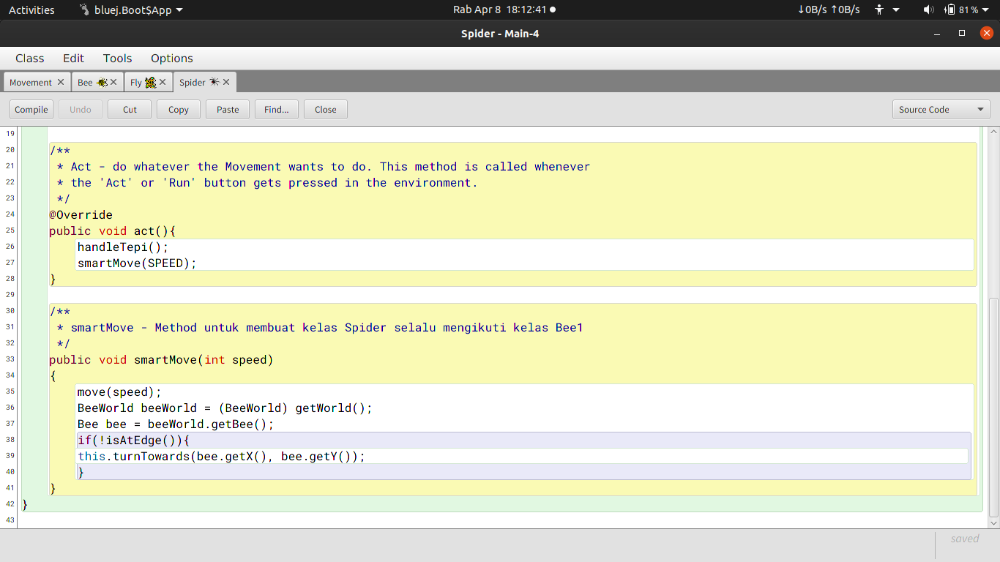 Activities bluej.Boot$App Rab Apr 8 18:12:41 ↓0B/s ↑0B/s 81%
Spider - Main-4
Class Edit Tools Options
Movement Bee Fly Spider
Compile Undo Cut Copy Paste Find... Close Source Code
19
20 /**
21 * Act - do whatever the Movement wants to do. This method is called whenever
22 * the 'Act' or 'Run' button gets pressed in the environment.
23 */
24 @Override
25 public void act(){
26 handleTepi();
27 smartMove(SPEED);
28 }
29
30 /**
31 * smartMove - Method untuk membuat kelas Spider selalu mengikuti kelas Bee1
32 */
33 public void smartMove(int speed)
34 {
35 move(speed);
36 BeeWorld beeWorld = (BeeWorld) getWorld();
37 Bee bee = beeWorld.getBee();
38 if(!isAtEdge()){
39 this.turnTowards(bee.getX(), bee.getY());
40 }
41 }
42 }
43
saved